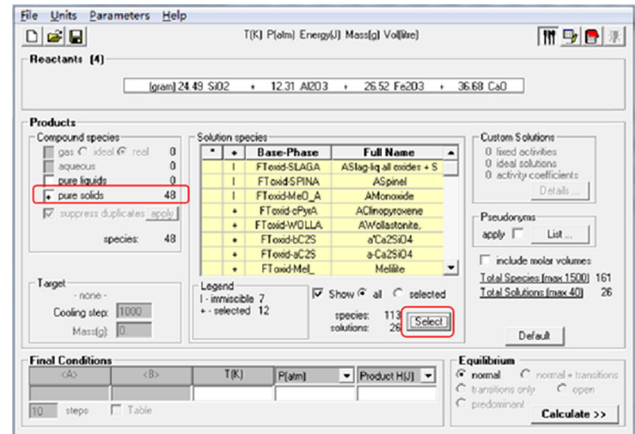 File Units Parameters Help
T(K) P(atm) Energy(J) Mass(g) Vol(litre)
Reactants (4)
(gram) 24.49 SiO2 + 12.31 Al2O3 + 26.52 Fe2O3 + 36.68 CaO
Products
Compound species
gas ideal real 0
aqueous 0
pure liquids 0
+ pure solids 48
suppress duplicates apply
species: 48
Target
- none -
Cooling step: 1000
Mass(g): 0
Solution species
* + Base-Phase Full Name
I FToxid-SLAGA ASlag-liq all oxides + S
I FToxid-SPINA ASpinel
I FToxid-MeO_A AMonoxide
+ FToxid-cPyrA AClinopyroxene
+ FToxid-WOLLA AWollastonite,
+ FToxid-bC2S a'Ca2SiO4
+ FToxid-aC2S a-Ca2SiO4
+ FToxid-Mel_ Melilite
Legend
I - immiscible 7
+ - selected 12
Show all selected
species: 113
solutions: 26
Select
Custom Solutions
0 fixed activities
0 ideal solutions
0 activity coefficients
Details ...
Pseudonyms
apply List ...
include molar volumes
Total Species (max 1500) 161
Total Solutions (max 40) 26
Default
Final Conditions
<A> <B> T(K) P(atm) Product H(J)
10 steps Table
Equilibrium
normal normal + transitions
transitions only open
predominant
Calculate >>